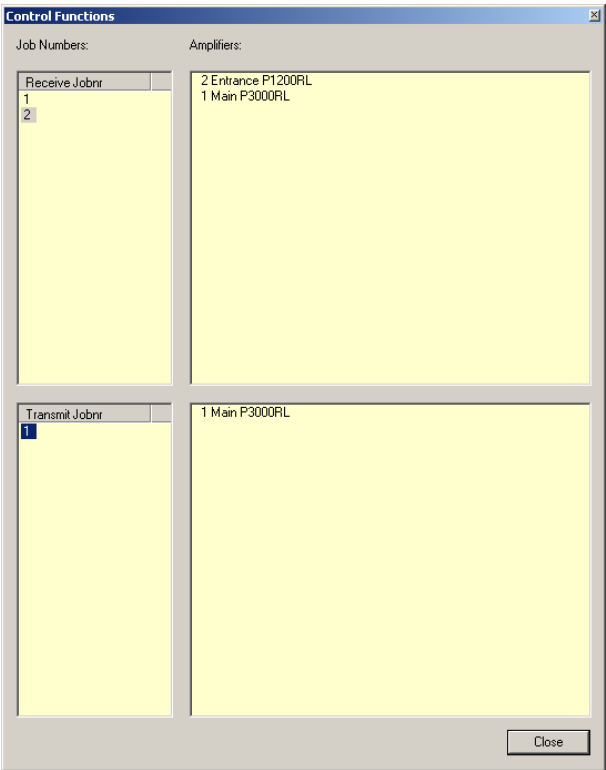 Control Functions
Job Numbers:
Amplifiers:
Receive Jobnr
1
2
2 Entrance P1200RL
1 Main P3000RL
Transmit Jobnr
1
1 Main P3000RL
Close